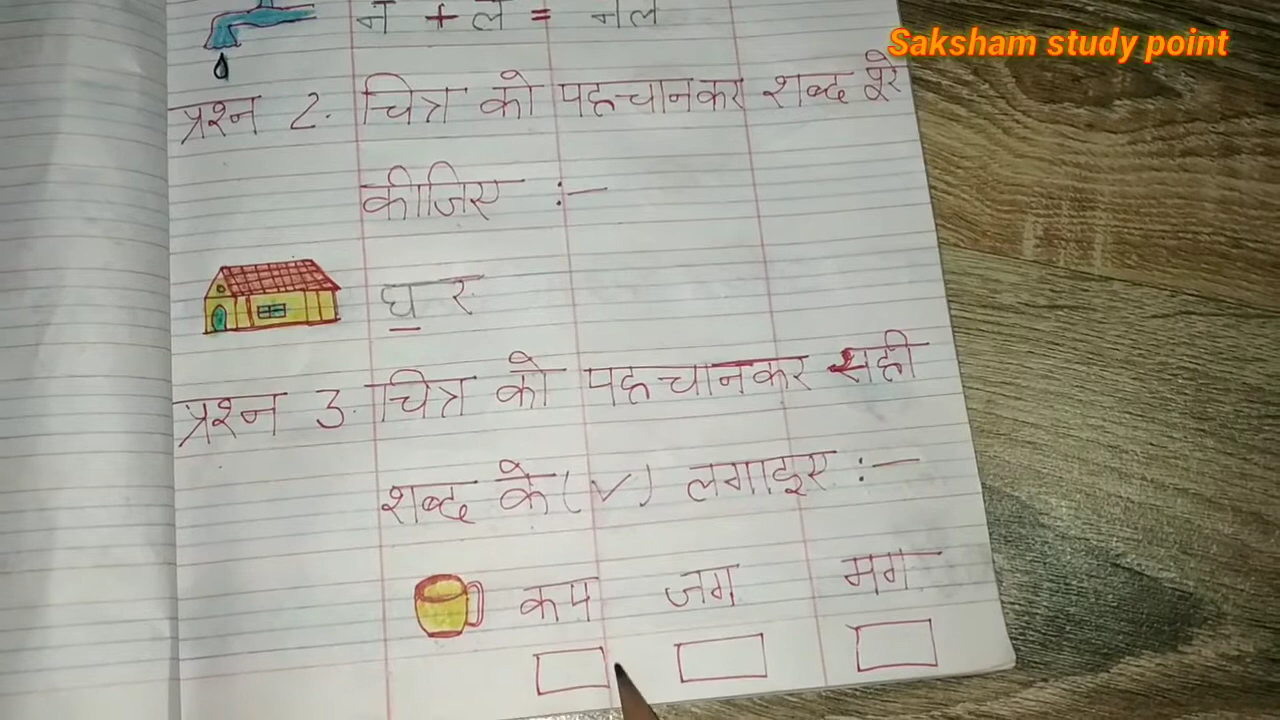 Saksham study point
न + ल = नल
प्रश्न 2. चित्र को पहचानकर शब्द पूरे
कीजिए :-
घर
प्रश्न 3. चित्र को पहचानकर सही
शब्द के (✓) लगाइए :-
कप जग मग